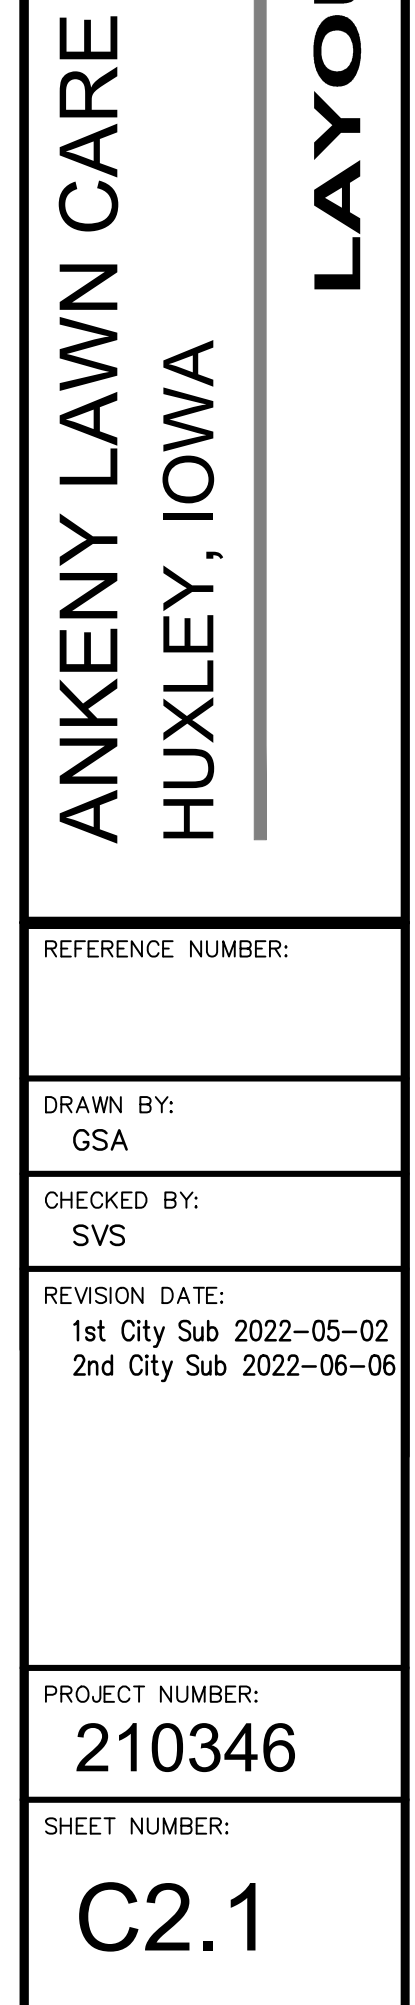 ANKENY LAWN CARE
HUXLEY, IOWA
REFERENCE NUMBER:
DRAWN BY:
GSA
CHECKED BY:
SVS
REVISION DATE:
1st City Sub 2022-05-02
2nd City Sub 2022-06-06
PROJECT NUMBER:
210346
SHEET NUMBER:
C2.1